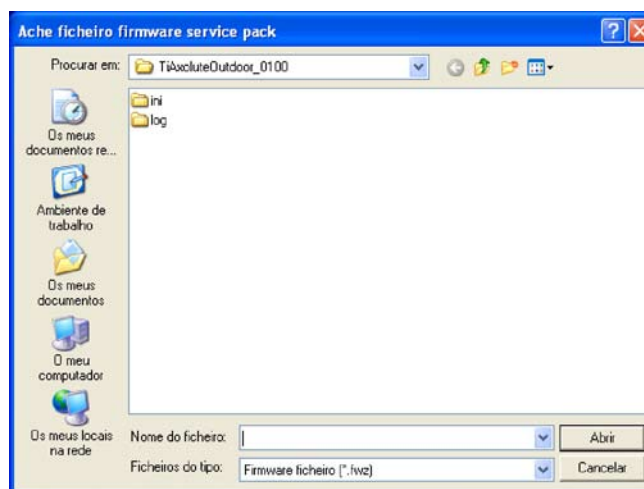 Ache ficheiro firmware service pack
Procurar em:
TiAxoluteOutdoor_0100
ini
log
Os meus
documentos re...
Ambiente de
trabalho
Os meus
documentos
O meu
computador
Os meus locais
na rede
Nome do ficheiro:
Abrir
Ficheiros do tipo:
Firmware ficheiro (*.fwz)
Cancelar